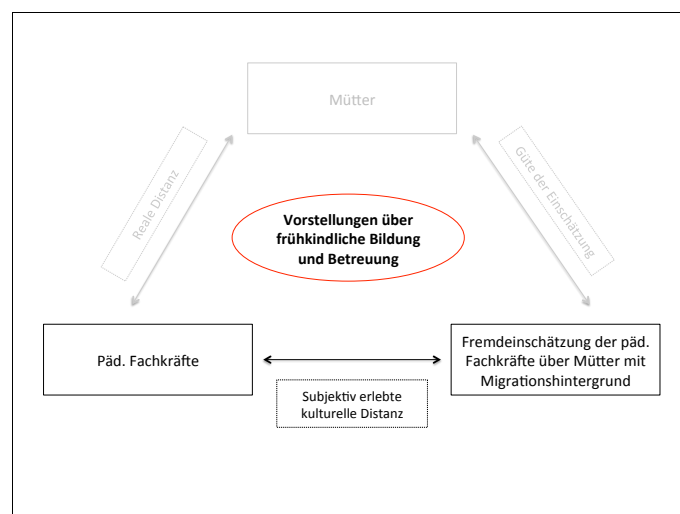 Mütter
Reale Distanz
Güte der Einschätzung
Vorstellungen über
frühkindliche Bildung
und Betreuung
Päd. Fachkräfte
Fremdeinschätzung der päd.
Fachkräfte über Mütter mit
Migrationshintergrund
Subjektiv erlebte
kulturelle Distanz